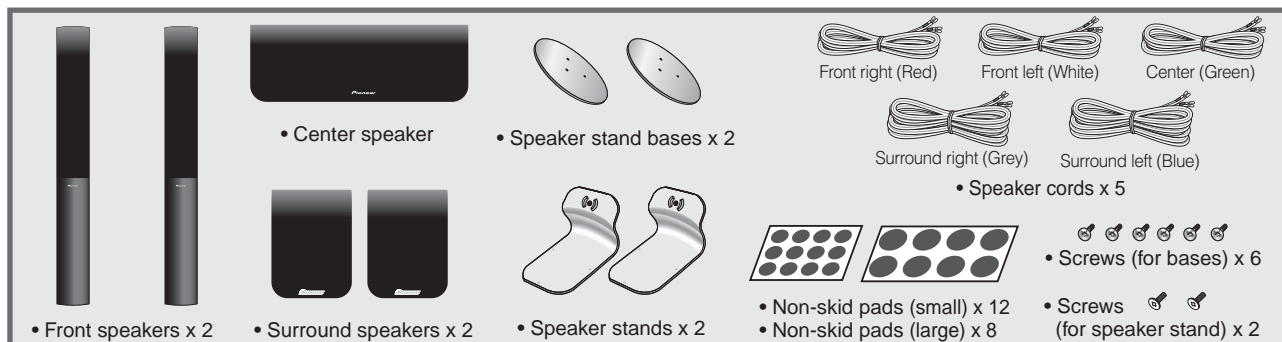 Front right (Red)
Front left (White)
Center (Green)
Pioneer
• Center speaker
• Speaker stand bases x 2
Surround right (Grey)
Surround left (Blue)
• Speaker cords x 5
• Front speakers x 2
• Surround speakers x 2
• Speaker stands x 2
• Non-skid pads (small) x 12
• Non-skid pads (large) x 8
• Screws (for bases) x 6
• Screws
(for speaker stand) x 2